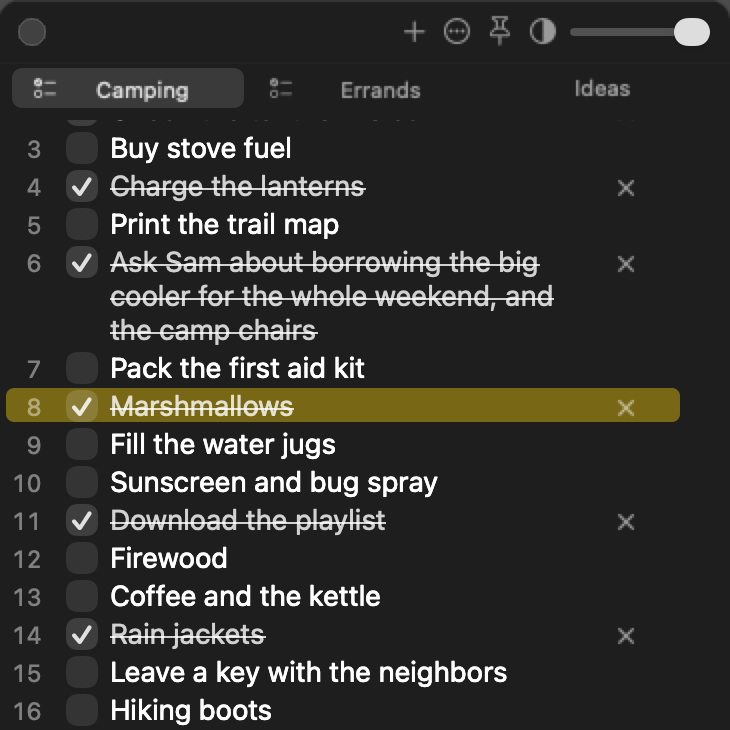 Camping Errands Ideas
3 Buy stove fuel
4 Charge the lanterns
5 Print the trail map
6 Ask Sam about borrowing the big
cooler for the whole weekend, and
the camp chairs
7 Pack the first aid kit
8 Marshmallows
9 Fill the water jugs
10 Sunscreen and bug spray
11 Download the playlist
12 Firewood
13 Coffee and the kettle
14 Rain jackets
15 Leave a key with the neighbors
16 Hiking boots